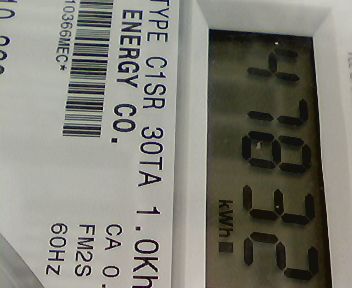 47832
kWh
TYPE C1SR 30TA 1.0Kh
ENERGY CO.
CA 0.
10366MEC*
FM2S
60HZ